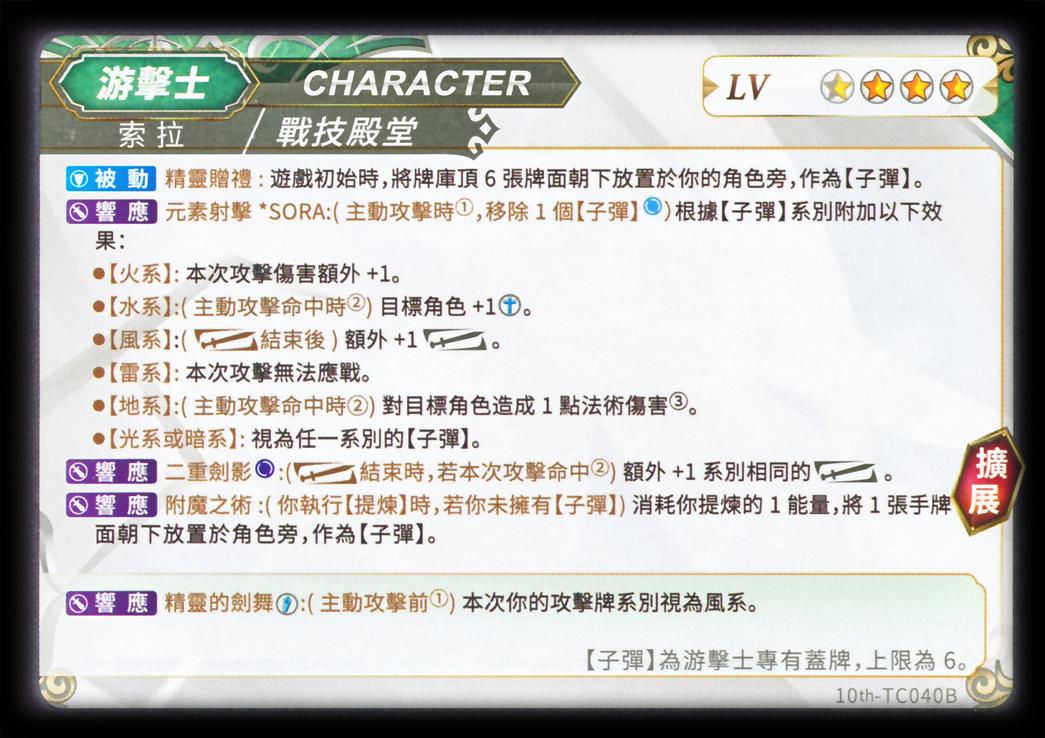 游擊士 CHARACTER LV
索拉 / 戰技殿堂
被動 精靈贈禮：遊戲初始時,將牌庫頂 6 張牌面朝下放置於你的角色旁,作為【子彈】。
響應 元素射擊 *SORA:( 主動攻擊時①,移除 1 個【子彈】) 根據【子彈】系別附加以下效
果：
●【火系】: 本次攻擊傷害額外 +1。
●【水系】:( 主動攻擊命中時②) 目標角色 +1。
●【風系】:( 結束後 ) 額外 +1 。
●【雷系】: 本次攻擊無法應戰。
●【地系】:( 主動攻擊命中時②) 對目標角色造成 1 點法術傷害③。
●【光系或暗系】: 視為任一系別的【子彈】。
響應 二重劍影:( 結束時,若本次攻擊命中②) 額外 +1 系別相同的 。
響應 附魔之術 :( 你執行【提煉】時,若你未擁有【子彈】) 消耗你提煉的 1 能量,將 1 張手牌
面朝下放置於角色旁,作為【子彈】。
擴展
響應 精靈的劍舞:( 主動攻擊前①) 本次你的攻擊牌系別視為風系。
【子彈】為游擊士專有蓋牌,上限為 6。
10th-TC040B